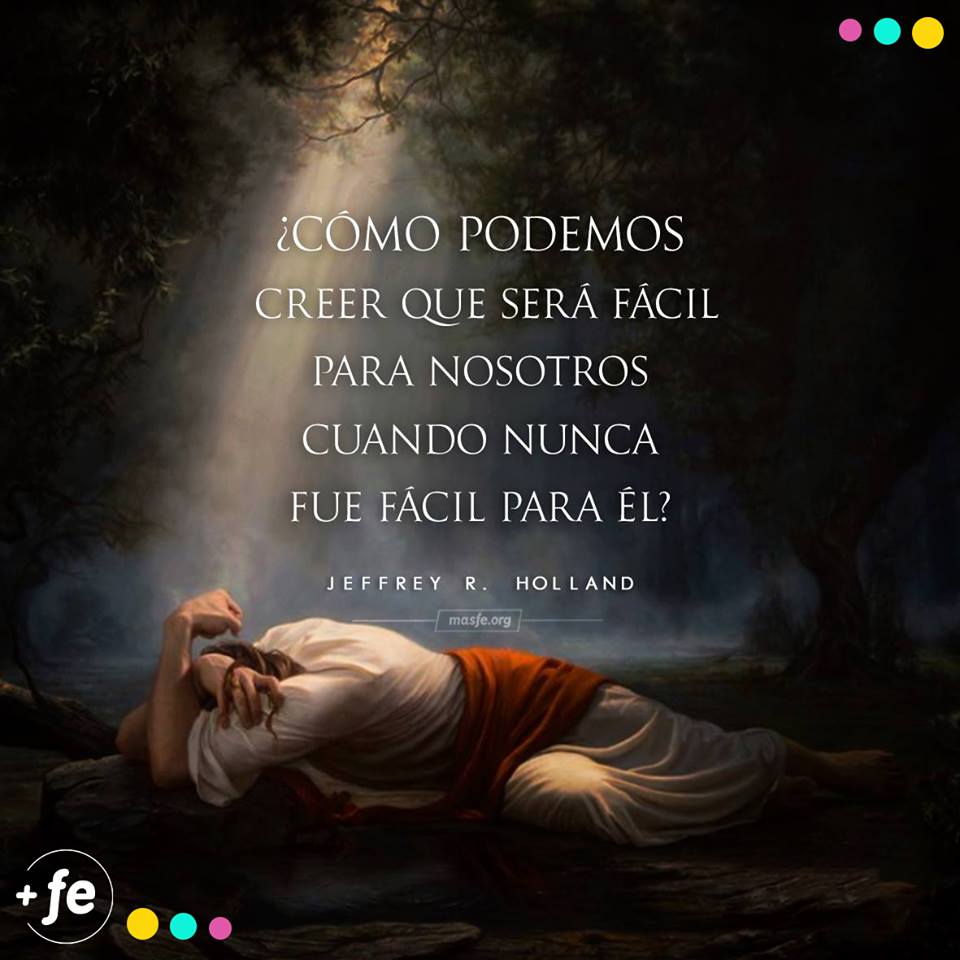 ¿CÓMO PODEMOS
CREER QUE SERÁ FÁCIL
PARA NOSOTROS
CUANDO NUNCA
FUE FÁCIL PARA ÉL?
JEFFREY R. HOLLAND
masfe.org
+fe